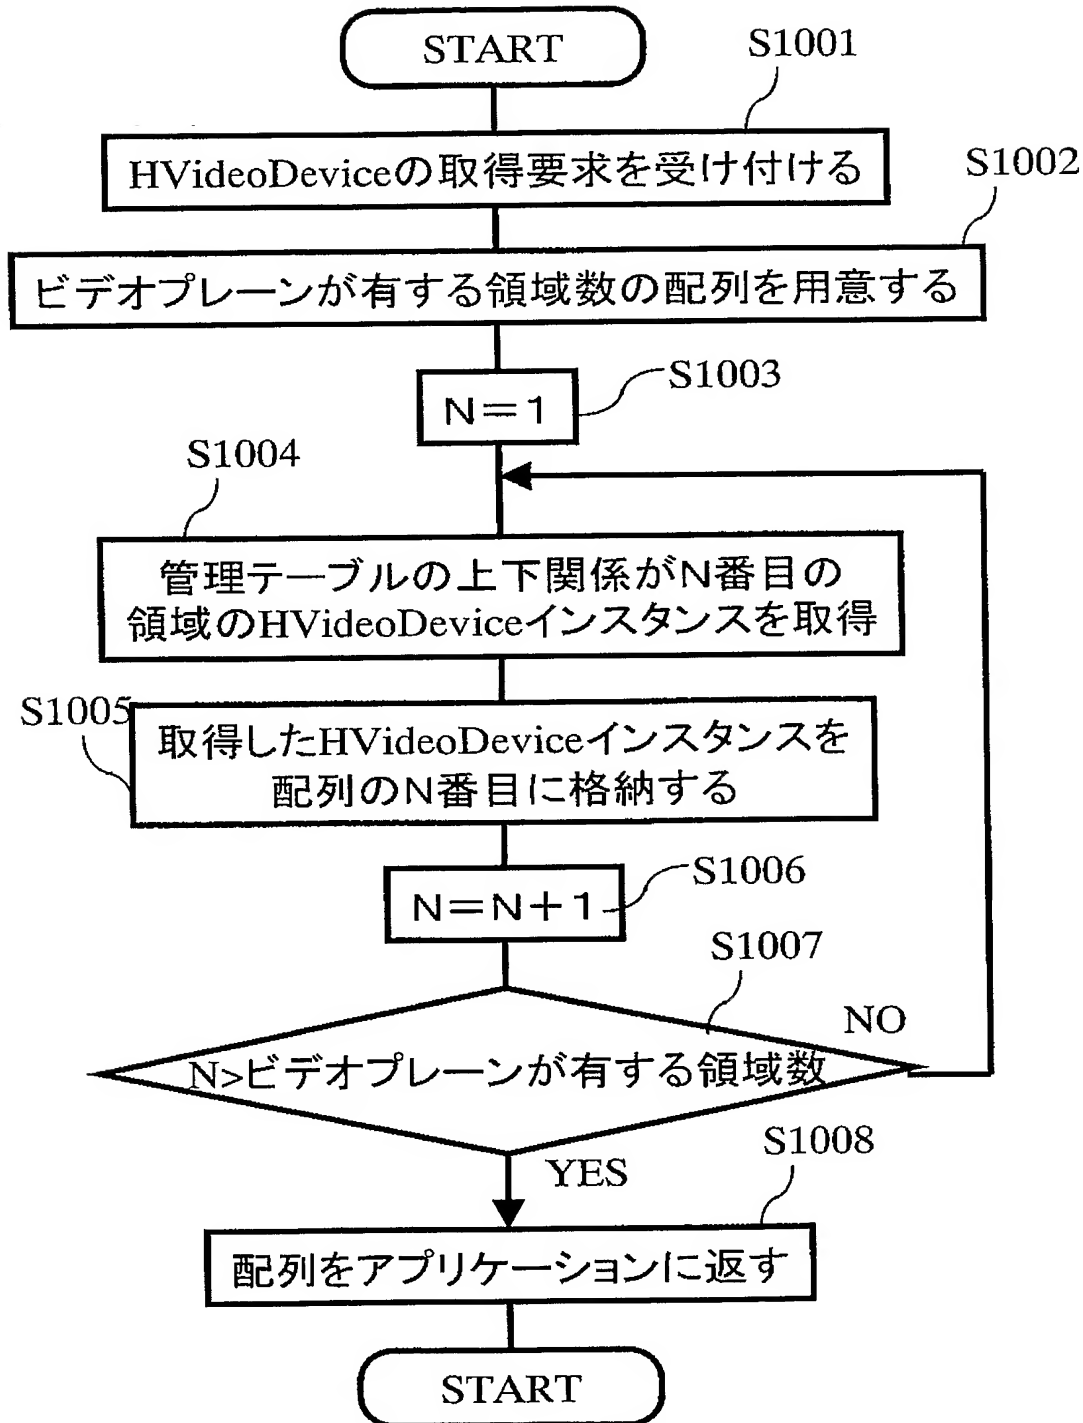 START
S1001
HVideoDeviceの取得要求を受け付ける
S1002
ビデオプレーンが有する領域数の配列を用意する
S1003
N=1
S1004
管理テーブルの上下関係がN番目の
領域のHVideoDeviceインスタンスを取得
S1005
取得したHVideoDeviceインスタンスを
配列のN番目に格納する
S1006
N=N+1
S1007
NO
N>ビデオプレーンが有する領域数
YES
S1008
配列をアプリケーションに返す
START